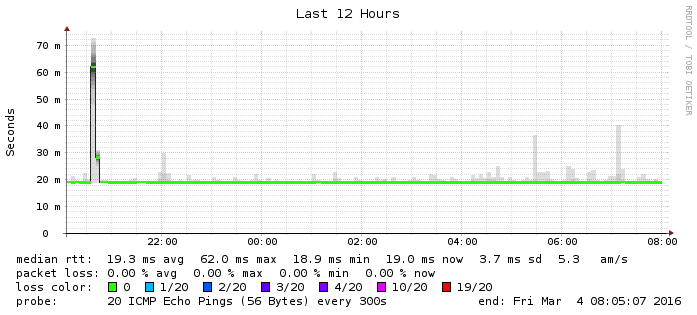 Last 12 Hours
RRDTOOL / TOBI OETIKER
Seconds
70 m
60 m
50 m
40 m
30 m
20 m
10 m
0
22:00 00:00 02:00 04:00 06:00 08:00
median rtt: 19.3 ms avg 62.0 ms max 18.9 ms min 19.0 ms now 3.7 ms sd 5.3 am/s
packet loss: 0.00 % avg 0.00 % max 0.00 % min 0.00 % now
loss color: 0 1/20 2/20 3/20 4/20 10/20 19/20
probe: 20 ICMP Echo Pings (56 Bytes) every 300s end: Fri Mar 4 08:05:07 2016